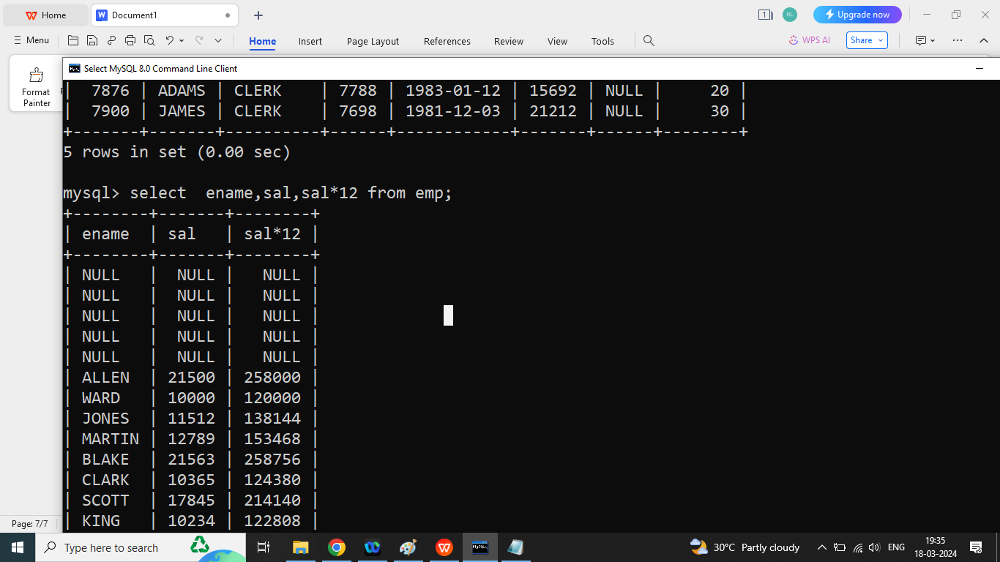 Home
Document1
1
RL
Upgrade now
Menu
Home
Insert
Page Layout
References
Review
View
Tools
WPS AI
Share
Format
Painter
Select MySQL 8.0 Command Line Client
| 7876 | ADAMS | CLERK | 7788 | 1983-01-12 | 15692 | NULL | 20 |
| 7900 | JAMES | CLERK | 7698 | 1981-12-03 | 21212 | NULL | 30 |
+-------+-------+----------+------+------------+-------+------+--------+
5 rows in set (0.00 sec)
mysql> select  ename,sal,sal*12 from emp;
+--------+-------+--------+
| ename  | sal   | sal*12 |
+--------+-------+--------+
| NULL   |  NULL |   NULL |
| NULL   |  NULL |   NULL |
| NULL   |  NULL |   NULL |
| NULL   |  NULL |   NULL |
| NULL   |  NULL |   NULL |
| ALLEN  | 21500 | 258000 |
| WARD   | 10000 | 120000 |
| JONES  | 11512 | 138144 |
| MARTIN | 12789 | 153468 |
| BLAKE  | 21563 | 258756 |
| CLARK  | 10365 | 124380 |
| SCOTT  | 17845 | 214140 |
| KING   | 10234 | 122808 |
Page: 7/7
Type here to search
30°C Partly cloudy
ENG
19:35
18-03-2024